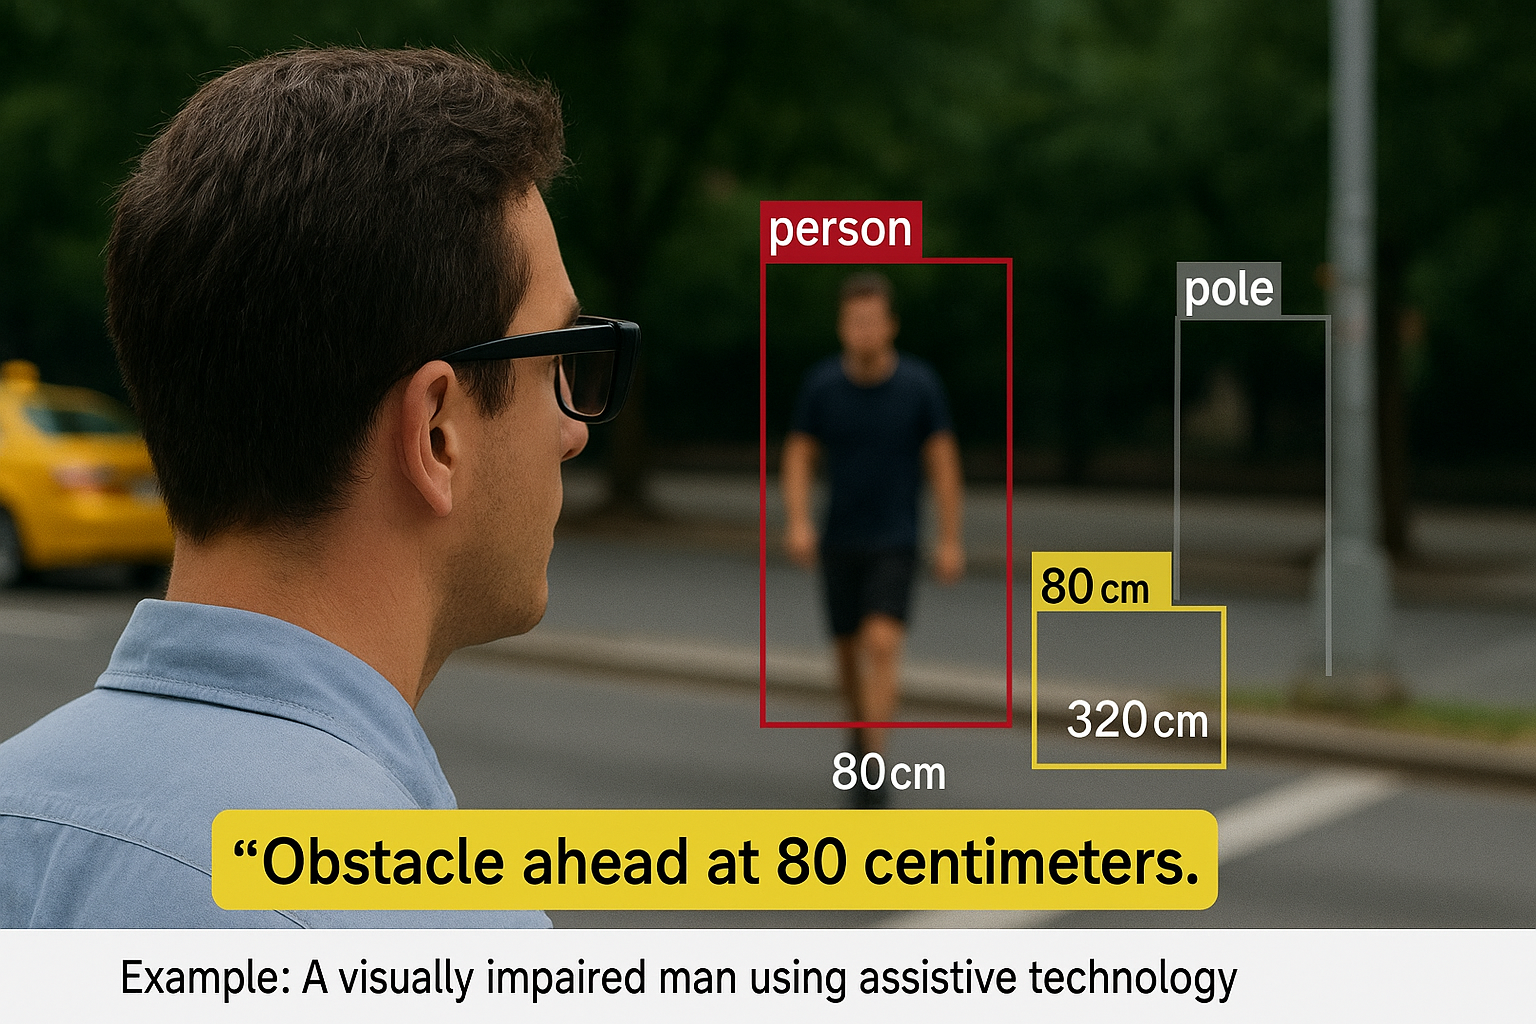 person
pole
80 cm
320 cm
80 cm
“Obstacle ahead at 80 centimeters.
Example: A visually impaired man using assistive technology